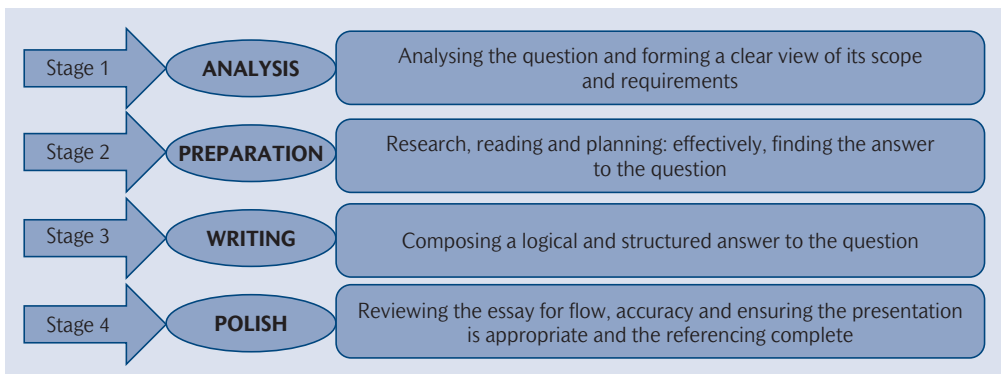 Stage 1
ANALYSIS
Analysing the question and forming a clear view of its scope
and requirements
Stage 2
PREPARATION
Research, reading and planning: effectively, finding the answer
to the question
Stage 3
WRITING
Composing a logical and structured answer to the question
Stage 4
POLISH
Reviewing the essay for flow, accuracy and ensuring the presentation
is appropriate and the referencing complete